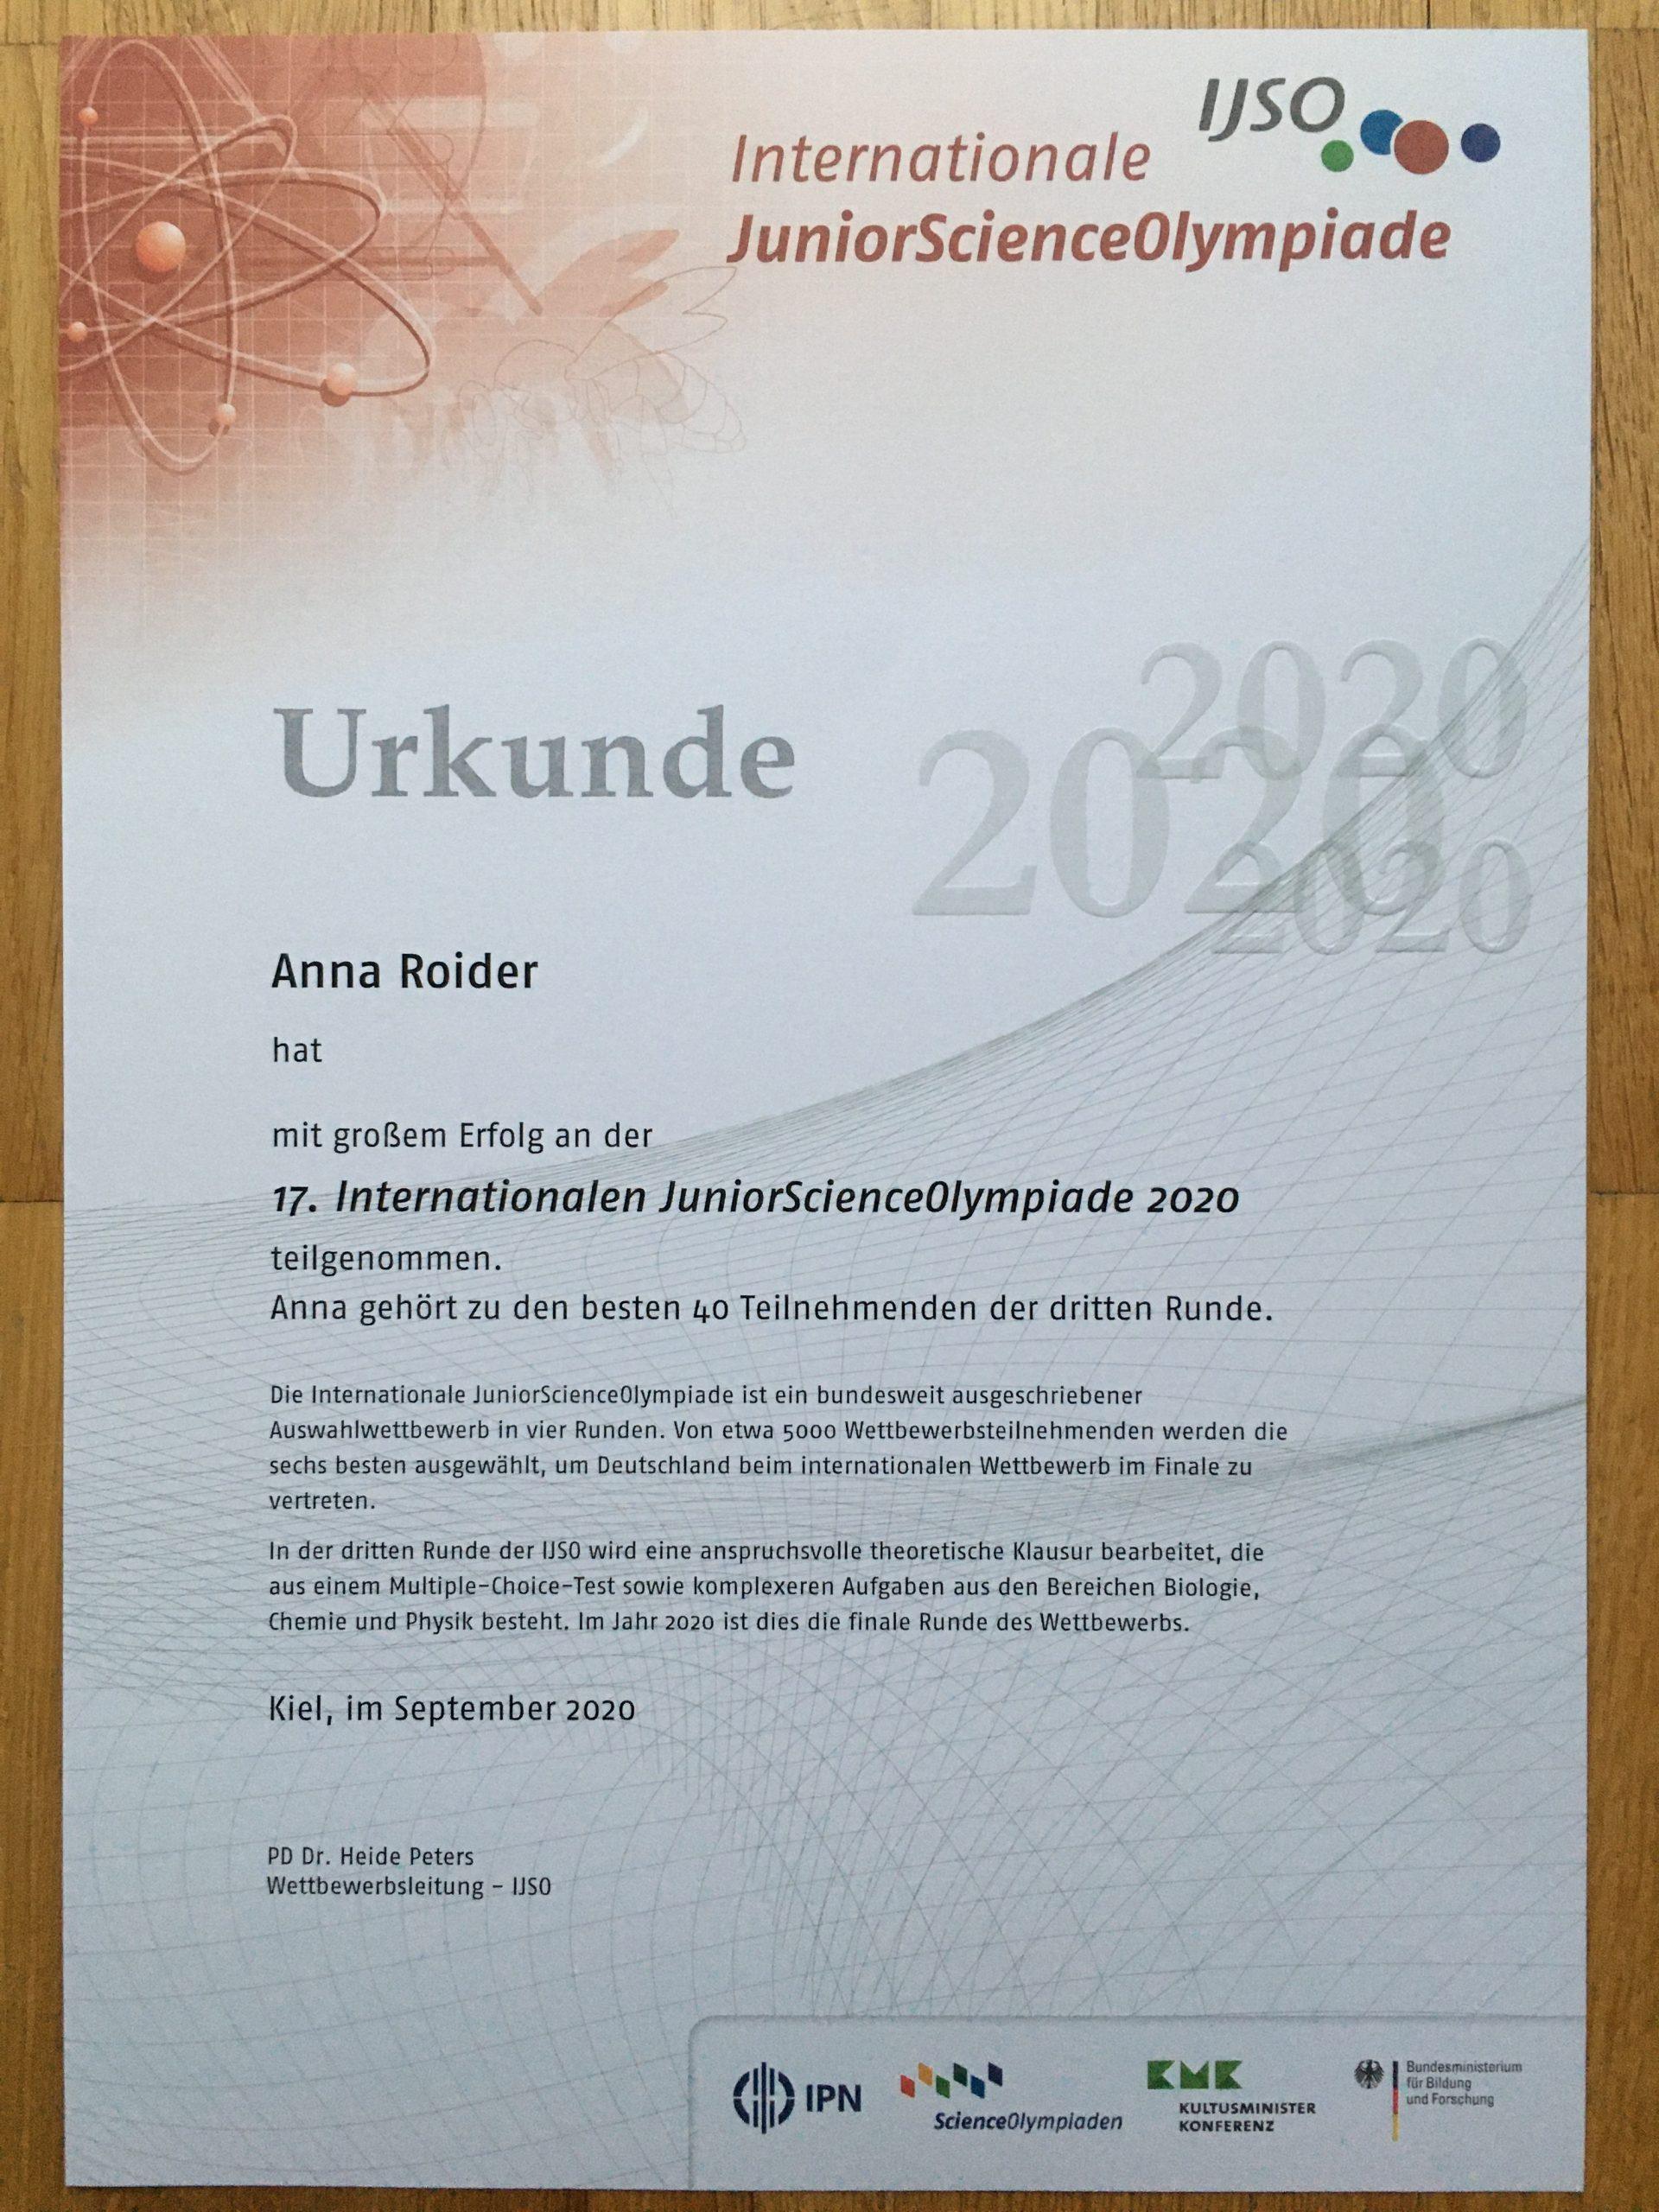 IJSO
Internationale
JuniorScienceOlympiade
2020
Urkunde
2020
2020
Anna Roider
hat
mit großem Erfolg an der
17. Internationalen JuniorScienceOlympiade 2020
teilgenommen.
Anna gehört zu den besten 40 Teilnehmenden der dritten Runde.
Die Internationale JuniorScienceOlympiade ist ein bundesweit ausgeschriebener
Auswahlwettbewerb in vier Runden. Von etwa 5000 Wettbewerbsteilnehmenden werden die
sechs besten ausgewählt, um Deutschland beim internationalen Wettbewerb im Finale zu
vertreten.
In der dritten Runde der IJSO wird eine anspruchsvolle theoretische Klausur bearbeitet, die
aus einem Multiple-Choice-Test sowie komplexeren Aufgaben aus den Bereichen Biologie,
Chemie und Physik besteht. Im Jahr 2020 ist dies die finale Runde des Wettbewerbs.
Kiel, im September 2020
PD Dr. Heide Peters
Wettbewerbsleitung - IJSO
IPN
ScienceOlympiaden
KMK
KULTUSMINISTER
KONFERENZ
Bundesministerium
für Bildung
und Forschung